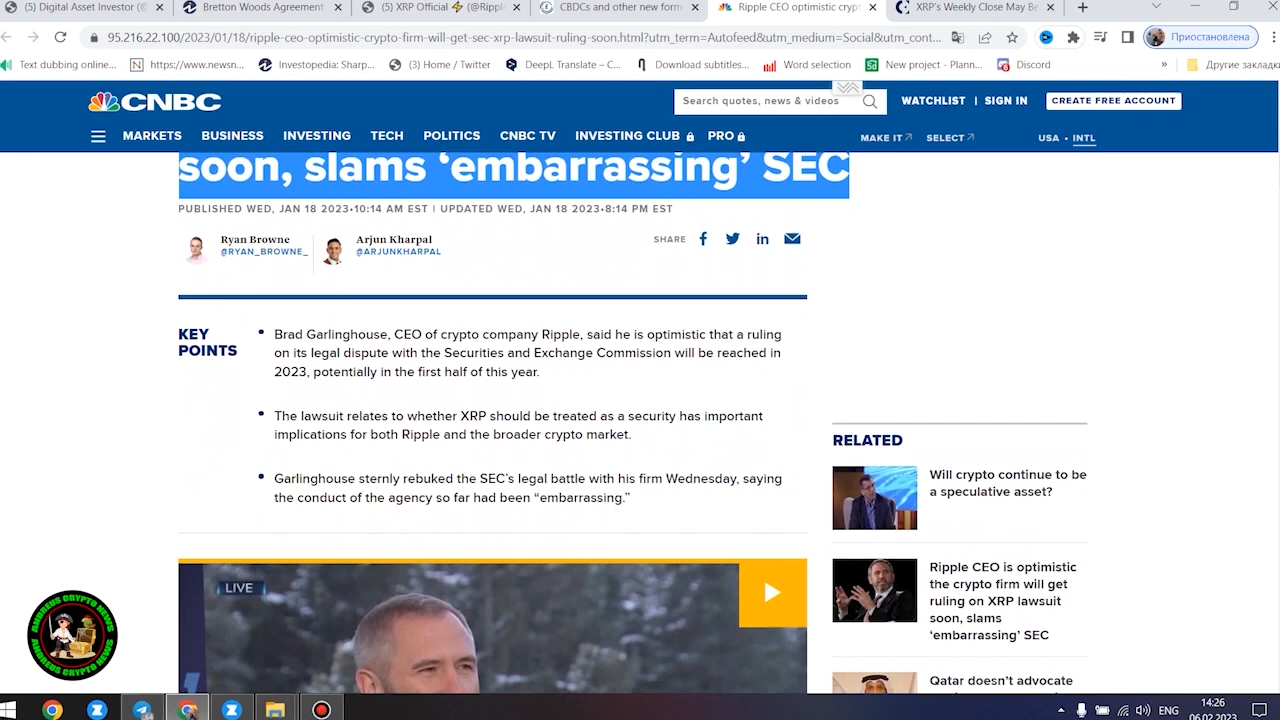 Digital Asset Investor (@
Bretton Woods Agreement
(5) XRP Official ⚡ (@Rippl
CBDCs and other new form
Ripple CEO optimistic crypt
XRP's Weekly Close May Be
95.216.22.100/2023/01/18/ripple-ceo-optimistic-crypto-firm-will-get-sec-xrp-lawsuit-ruling-soon.html?utm_term=Autofeed&utm_medium=Social&utm_cont...
Приостановлена
Text dubbing online...
https://www.newsn...
Investopedia: Sharp...
(3) Home / Twitter
DeepL Translate – C...
Download subtitles...
Word selection
New project - Plann...
Discord
»
Другие закладки
CNBC
Search quotes, news & videos
WATCHLIST | SIGN IN
CREATE FREE ACCOUNT
MARKETS BUSINESS INVESTING TECH POLITICS CNBC TV INVESTING CLUB PRO
MAKE IT SELECT
USA • INTL
soon, slams ‘embarrassing’ SEC
PUBLISHED WED, JAN 18 2023•10:14 AM EST | UPDATED WED, JAN 18 2023•8:14 PM EST
Ryan Browne
@RYAN_BROWNE_
Arjun Kharpal
@ARJUNKHARPAL
SHARE
KEY
POINTS
Brad Garlinghouse, CEO of crypto company Ripple, said he is optimistic that a ruling
on its legal dispute with the Securities and Exchange Commission will be reached in
2023, potentially in the first half of this year.
The lawsuit relates to whether XRP should be treated as a security has important
implications for both Ripple and the broader crypto market.
Garlinghouse sternly rebuked the SEC’s legal battle with his firm Wednesday, saying
the conduct of the agency so far had been “embarrassing.”
RELATED
Will crypto continue to be
a speculative asset?
Ripple CEO is optimistic
the crypto firm will get
ruling on XRP lawsuit
soon, slams
‘embarrassing’ SEC
Qatar doesn’t advocate
LIVE
ANDREUS CRYPTO NEWS
ANDREUS CRYPTO NEWS
ENG
14:26
06.02.2023